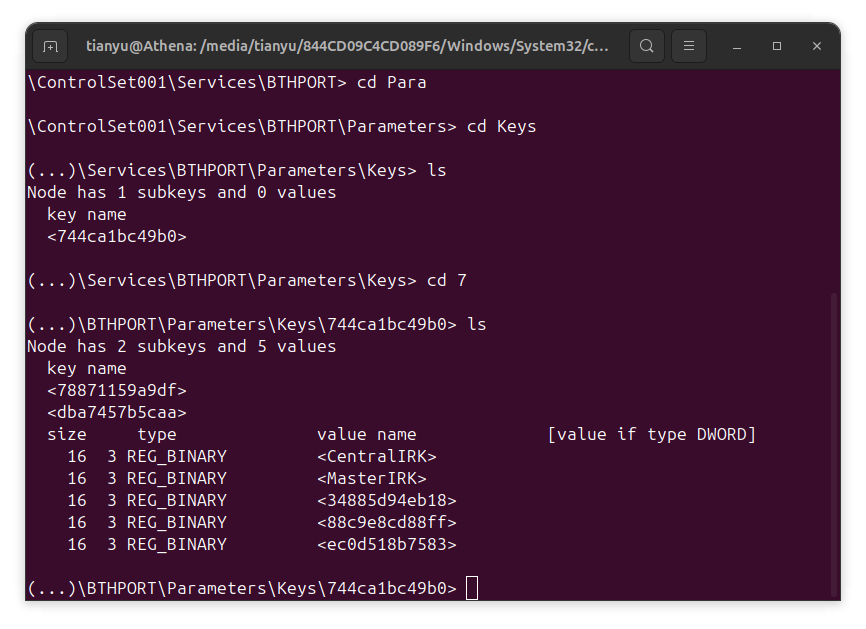 tianyu@Athena: /media/tianyu/844CD09C4CD089F6/Windows/System32/c...
\ControlSet001\Services\BTHPORT> cd Para
\ControlSet001\Services\BTHPORT\Parameters> cd Keys
(...)\Services\BTHPORT\Parameters\Keys> ls
Node has 1 subkeys and 0 values
  key name
  <744ca1bc49b0>
(...)\Services\BTHPORT\Parameters\Keys> cd 7
(...)\BTHPORT\Parameters\Keys\744ca1bc49b0> ls
Node has 2 subkeys and 5 values
  key name
  <78871159a9df>
  <dba7457b5caa>
  size     type              value name             [value if type DWORD]
    16  3 REG_BINARY         <CentralIRK>
    16  3 REG_BINARY         <MasterIRK>
    16  3 REG_BINARY         <34885d94eb18>
    16  3 REG_BINARY         <88c9e8cd88ff>
    16  3 REG_BINARY         <ec0d518b7583>
(...)\BTHPORT\Parameters\Keys\744ca1bc49b0>